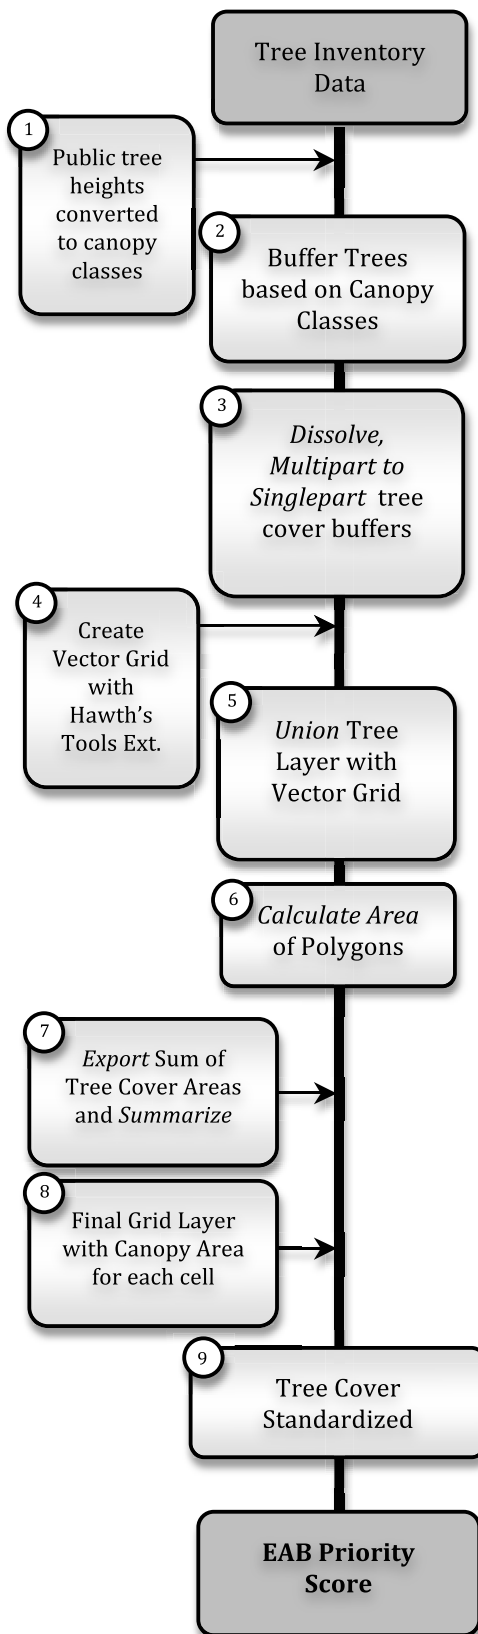 Tree Inventory
Data
1
Public tree
heights
converted
to canopy
classes
2
Buffer Trees
based on Canopy
Classes
3
Dissolve,
Multipart to
Singlepart tree
cover buffers
4
Create
Vector Grid
with
Hawth's
Tools Ext.
5
Union Tree
Layer with
Vector Grid
6
Calculate Area
of Polygons
7
Export Sum of
Tree Cover Areas
and Summarize
8
Final Grid Layer
with Canopy Area
for each cell
9
Tree Cover
Standardized
EAB Priority
Score